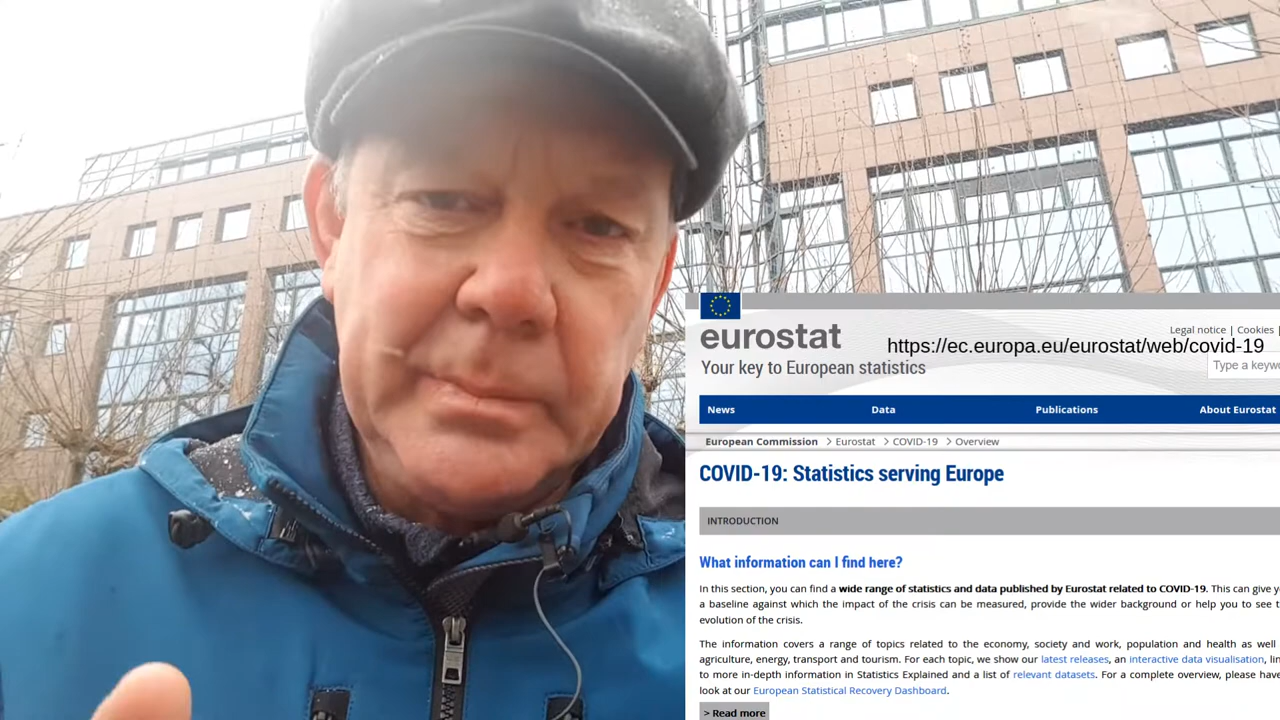 eurostat
Legal notice | Cookies |
https://ec.europa.eu/eurostat/web/covid-19
Your key to European statistics
Type a keywo
News Data Publications About Eurostat
European Commission > Eurostat > COVID-19 > Overview
COVID-19: Statistics serving Europe
INTRODUCTION
What information can I find here?
In this section, you can find a wide range of statistics and data published by Eurostat related to COVID-19. This can give y
a baseline against which the impact of the crisis can be measured, provide the wider background or help you to see t
evolution of the crisis.
The information covers a range of topics related to the economy, society and work, population and health as well
agriculture, energy, transport and tourism. For each topic, we show our latest releases, an interactive data visualisation, lin
to more in-depth information in Statistics Explained and a list of relevant datasets. For a complete overview, please have
look at our European Statistical Recovery Dashboard.
> Read more